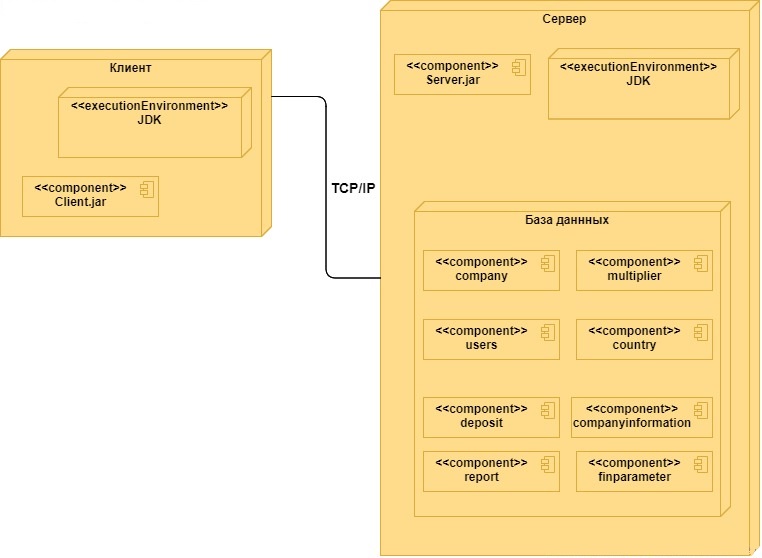 Клиент
<<executionEnvironment>>
JDK
<<component>>
Client.jar
TCP/IP
Сервер
<<component>>
Server.jar
<<executionEnvironment>>
JDK
База даннных
<<component>>
company
<<component>>
multiplier
<<component>>
users
<<component>>
country
<<component>>
deposit
<<component>>
companyinformation
<<component>>
report
<<component>>
finparameter